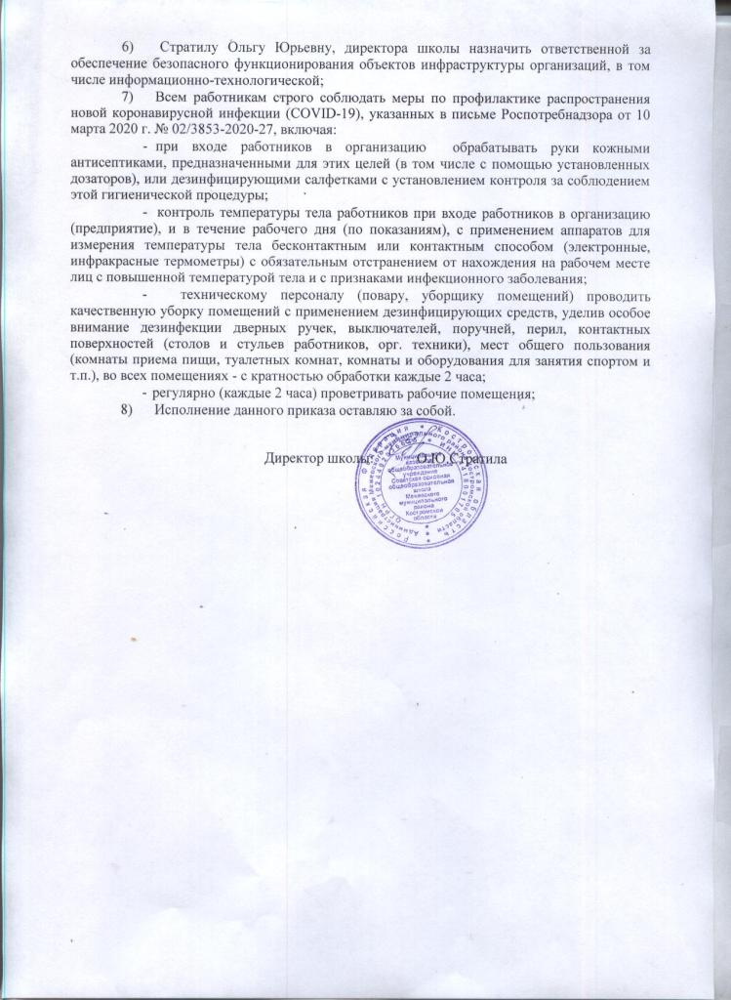 6) Стратилу Ольгу Юрьевну, директора школы назначить ответственной за
обеспечение безопасного функционирования объектов инфраструктуры организаций, в том
числе информационно-технологической;
7) Всем работникам строго соблюдать меры по профилактике распространения
новой коронавирусной инфекции (COVID-19), указанных в письме Роспотребнадзора от 10
марта 2020 г. № 02/3853-2020-27, включая:
- при входе работников в организацию обрабатывать руки кожными
антисептиками, предназначенными для этих целей (в том числе с помощью установленных
дозаторов), или дезинфицирующими салфетками с установлением контроля за соблюдением
этой гигиенической процедуры;
- контроль температуры тела работников при входе работников в организацию
(предприятие), и в течение рабочего дня (по показаниям), с применением аппаратов для
измерения температуры тела бесконтактным или контактным способом (электронные,
инфракрасные термометры) с обязательным отстранением от нахождения на рабочем месте
лиц с повышенной температурой тела и с признаками инфекционного заболевания;
- техническому персоналу (повару, уборщику помещений) проводить
качественную уборку помещений с применением дезинфицирующих средств, уделив особое
внимание дезинфекции дверных ручек, выключателей, поручней, перил, контактных
поверхностей (столов и стульев работников, орг. техники), мест общего пользования
(комнаты приема пищи, туалетных комнат, комнаты и оборудования для занятия спортом и
т.п.), во всех помещениях - с кратностью обработки каждые 2 часа;
- регулярно (каждые 2 часа) проветривать рабочие помещения;
8) Исполнение данного приказа оставляю за собой.
Директор школы: О.Ю.Стратила
Российская Федерация * Костромская область *
общеобразовательное
учреждение
Советская основная
общеобразовательная
школа
Межевского
муниципального
района
Костромской
области